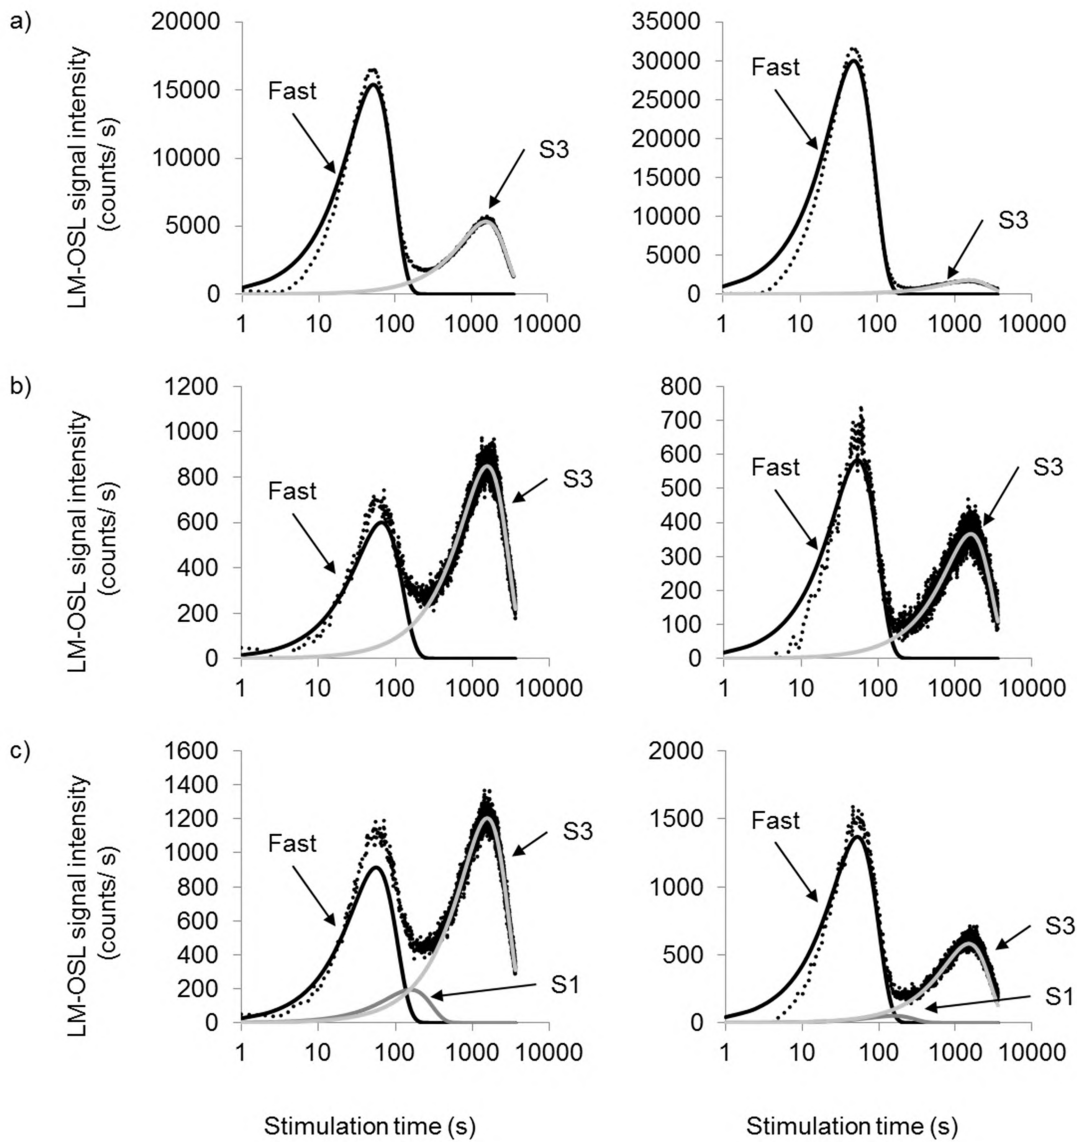 a)
LM-OSL signal intensity
(counts/ s)
20000
15000
10000
5000
0
Fast
S3
1 10 100 1000 10000
35000
30000
25000
20000
15000
10000
5000
0
Fast
S3
1 10 100 1000 10000
b)
LM-OSL signal intensity
(counts/ s)
1200
1000
800
600
400
200
0
Fast
S3
1 10 100 1000 10000
800
700
600
500
400
300
200
100
0
Fast
S3
1 10 100 1000 10000
c)
LM-OSL signal intensity
(counts/ s)
1600
1400
1200
1000
800
600
400
200
0
Fast
S3
S1
1 10 100 1000 10000
Stimulation time (s)
2000
1500
1000
500
0
Fast
S3
S1
1 10 100 1000 10000
Stimulation time (s)